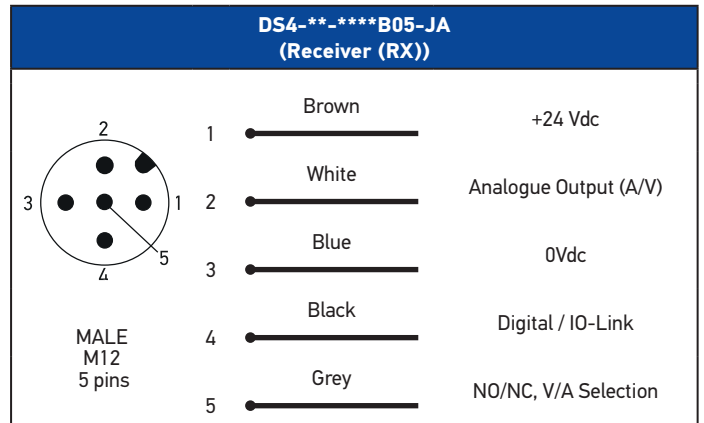 DS4-**-****B05-JA
(Receiver (RX))
2
3
1
5
4
MALE
M12
5 pins
1 Brown +24 Vdc
2 White Analogue Output (A/V)
3 Blue 0Vdc
4 Black Digital / IO-Link
5 Grey NO/NC, V/A Selection